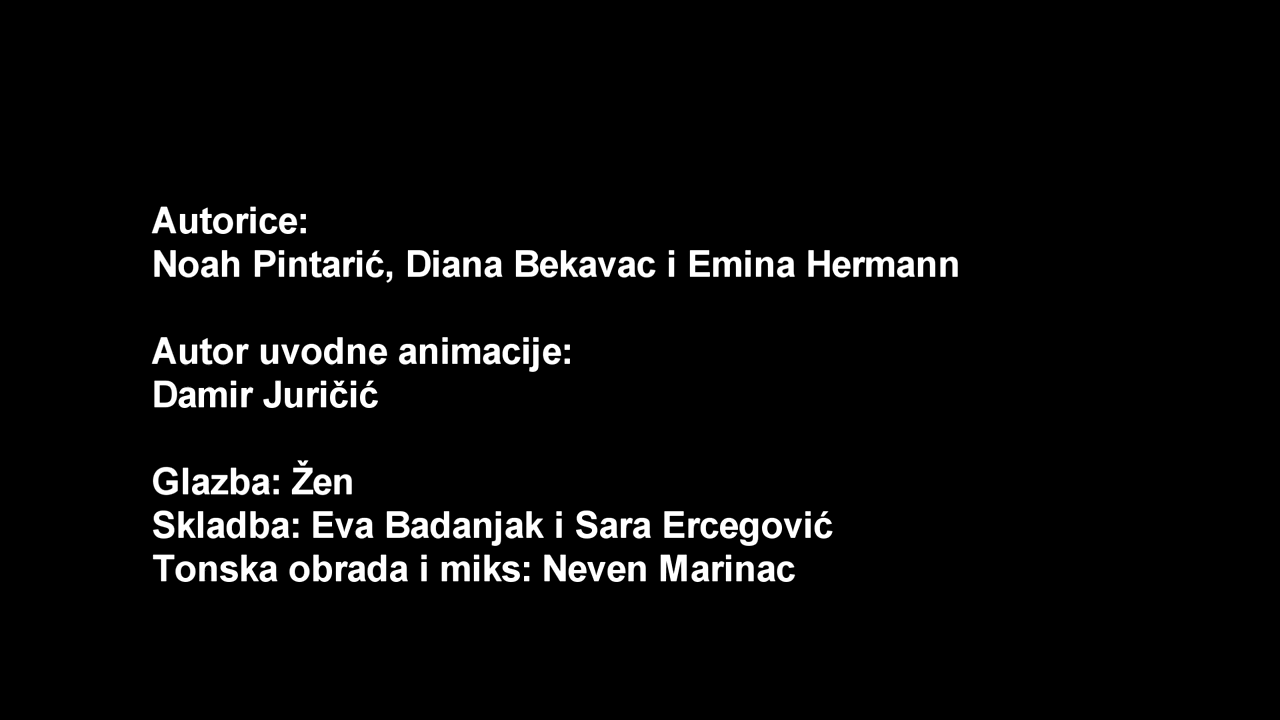 Autorice:
Noah Pintarić, Diana Bekavac i Emina Hermann
Autor uvodne animacije:
Damir Juričić
Glazba: Žen
Skladba: Eva Badanjak i Sara Ercegović
Tonska obrada i miks: Neven Marinac